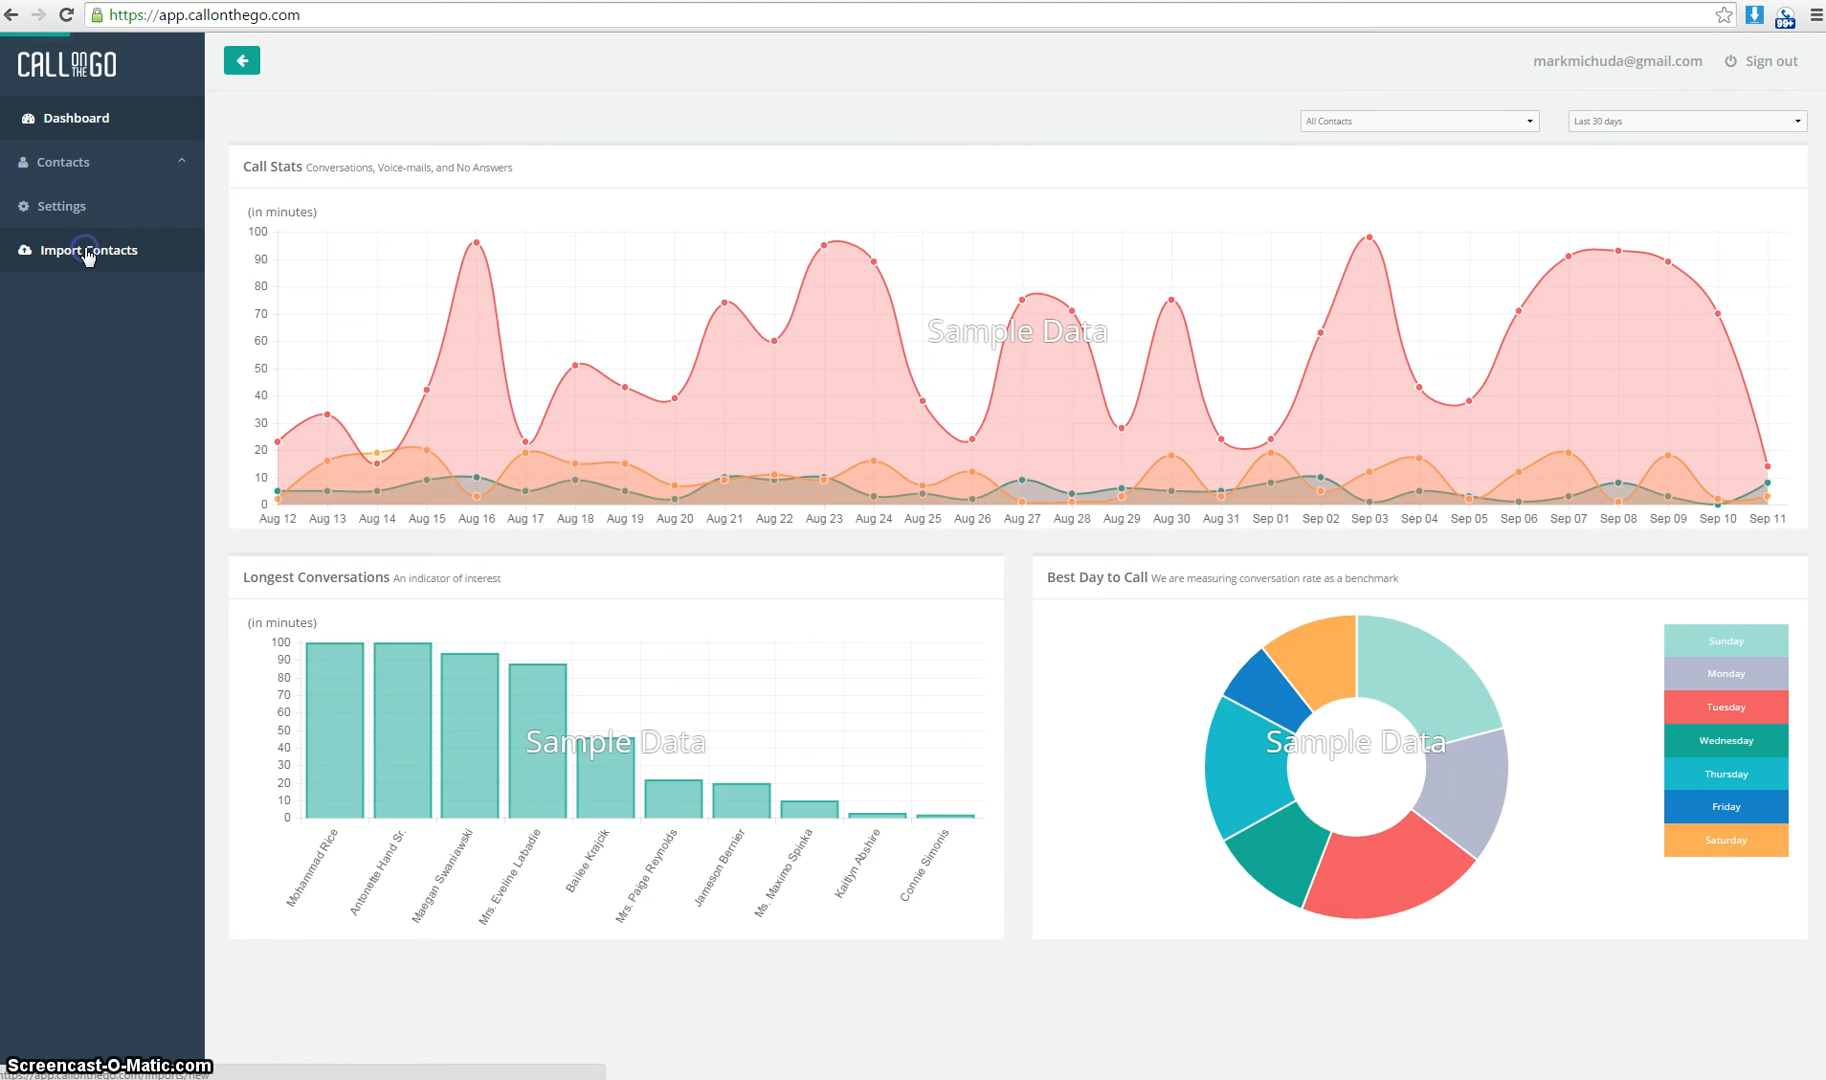 https://app.callonthego.com
99+
CALL ON THE GO
markmichuda@gmail.com
Sign out
Dashboard
Contacts
Settings
Import Contacts
All Contacts
Last 30 days
Call Stats Conversations, Voice-mails, and No Answers
(in minutes)
100
90
80
70
60
50
40
30
20
10
0
Sample Data
Aug 12 Aug 13 Aug 14 Aug 15 Aug 16 Aug 17 Aug 18 Aug 19 Aug 20 Aug 21 Aug 22 Aug 23 Aug 24 Aug 25 Aug 26 Aug 27 Aug 28 Aug 29 Aug 30 Aug 31 Sep 01 Sep 02 Sep 03 Sep 04 Sep 05 Sep 06 Sep 07 Sep 08 Sep 09 Sep 10 Sep 11
Longest Conversations An indicator of interest
(in minutes)
100
90
80
70
60
50
40
30
20
10
0
Sample Data
Mohammad Rice
Antonette Hand Sr.
Maegan Swaniawski
Mrs. Eveline Labadie
Bailee Krajcik
Mrs. Paige Reynolds
Jameson Bernier
Ms. Maximo Spinka
Kaitlyn Abshire
Connie Simonis
Best Day to Call We are measuring conversation rate as a benchmark
Sample Data
Sunday
Monday
Tuesday
Wednesday
Thursday
Friday
Saturday
Screencast-O-Matic.com
https://app.callonthego.com/imports/new